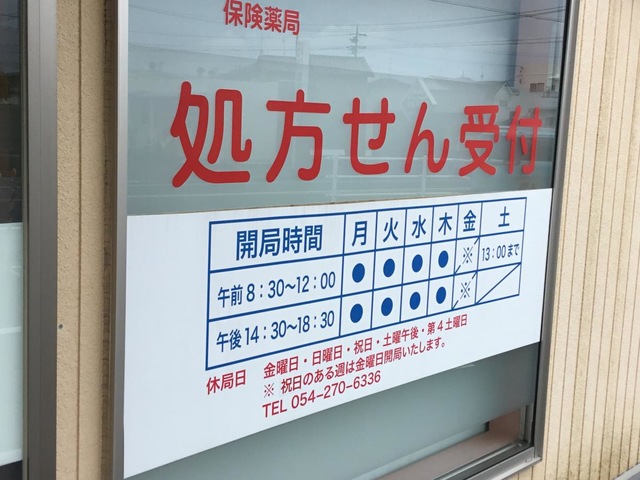 保険薬局
処方せん受付
開局時間 月 火 水 木 金 土
午前8:30〜12:00 ● ● ● ● ※ 13:00まで
午後14:30〜18:30 ● ● ● ● ※
休局日 金曜日・日曜日・祝日・土曜午後・第4土曜日
※ 祝日のある週は金曜日開局いたします。
TEL 054-270-6336